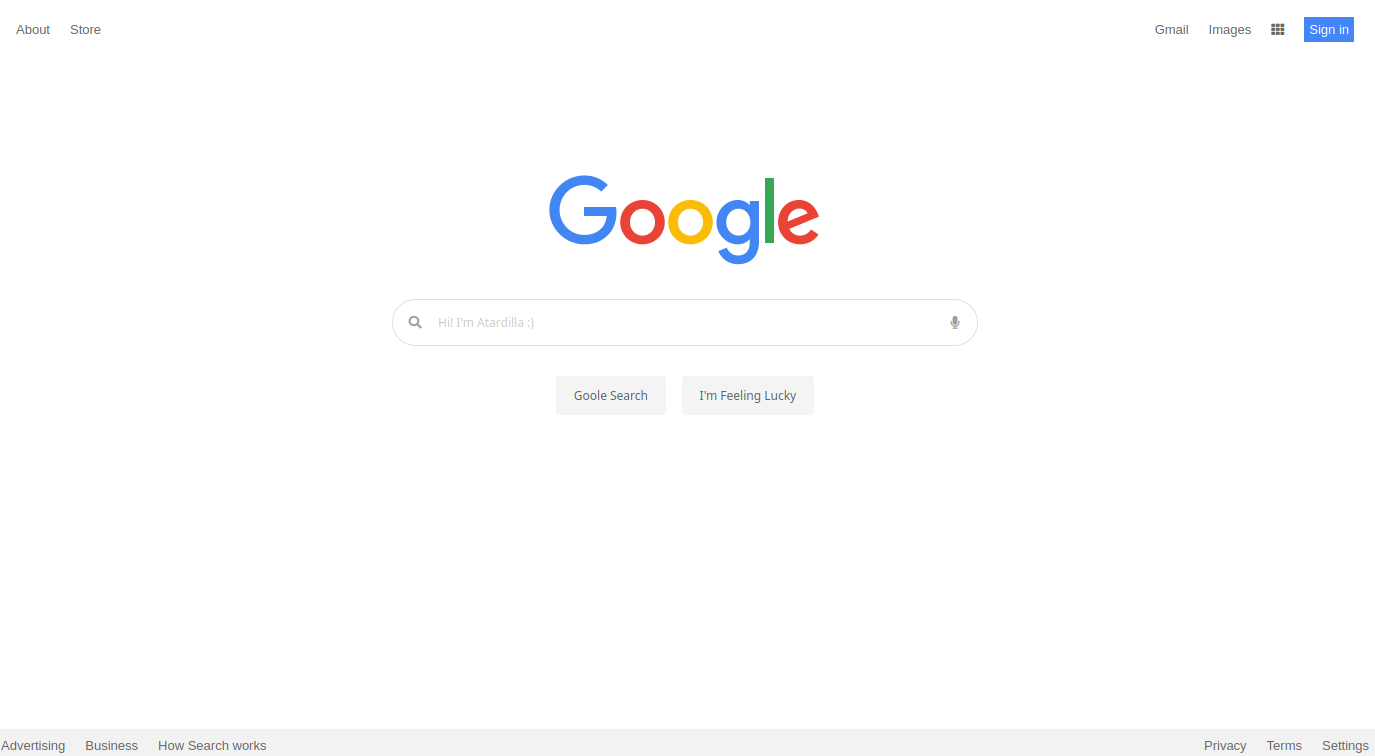 About Store Gmail Images Sign in
Google
Hi! I'm Atardilla :)
Goole Search I'm Feeling Lucky
Advertising Business How Search works Privacy Terms Settings